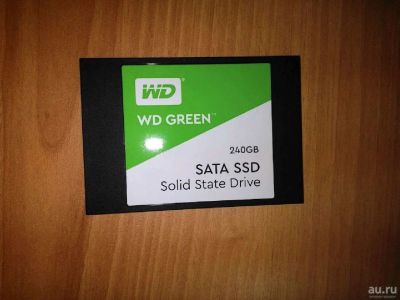 WD
WD GREEN™
240GB
SATA SSD
Solid State Drive
au.ru